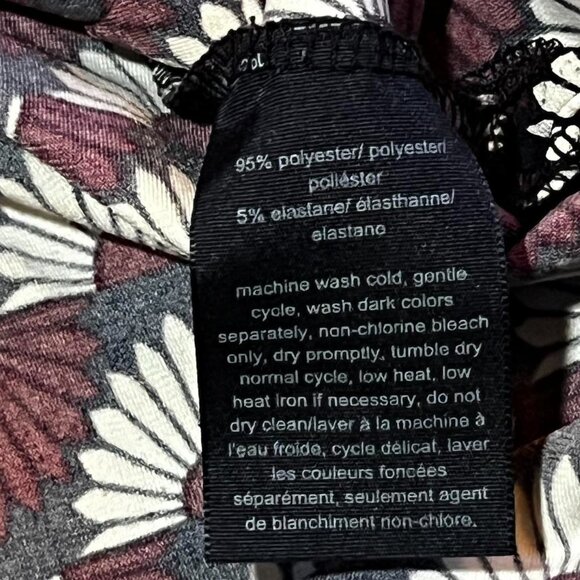 95% polyester/ polyester/
poliéster
5% elastane/ élasthanne/
elastano
machine wash cold, gentle
cycle, wash dark colors
separately, non-chlorine bleach
only, dry promptly, tumble dry
normal cycle, low heat, low
heat iron if necessary, do not
dry clean/laver à la machine à
l'eau froide, cycle délicat, laver
les couleurs foncées
séparément, seulement agent
de blanchiment non-chlore.